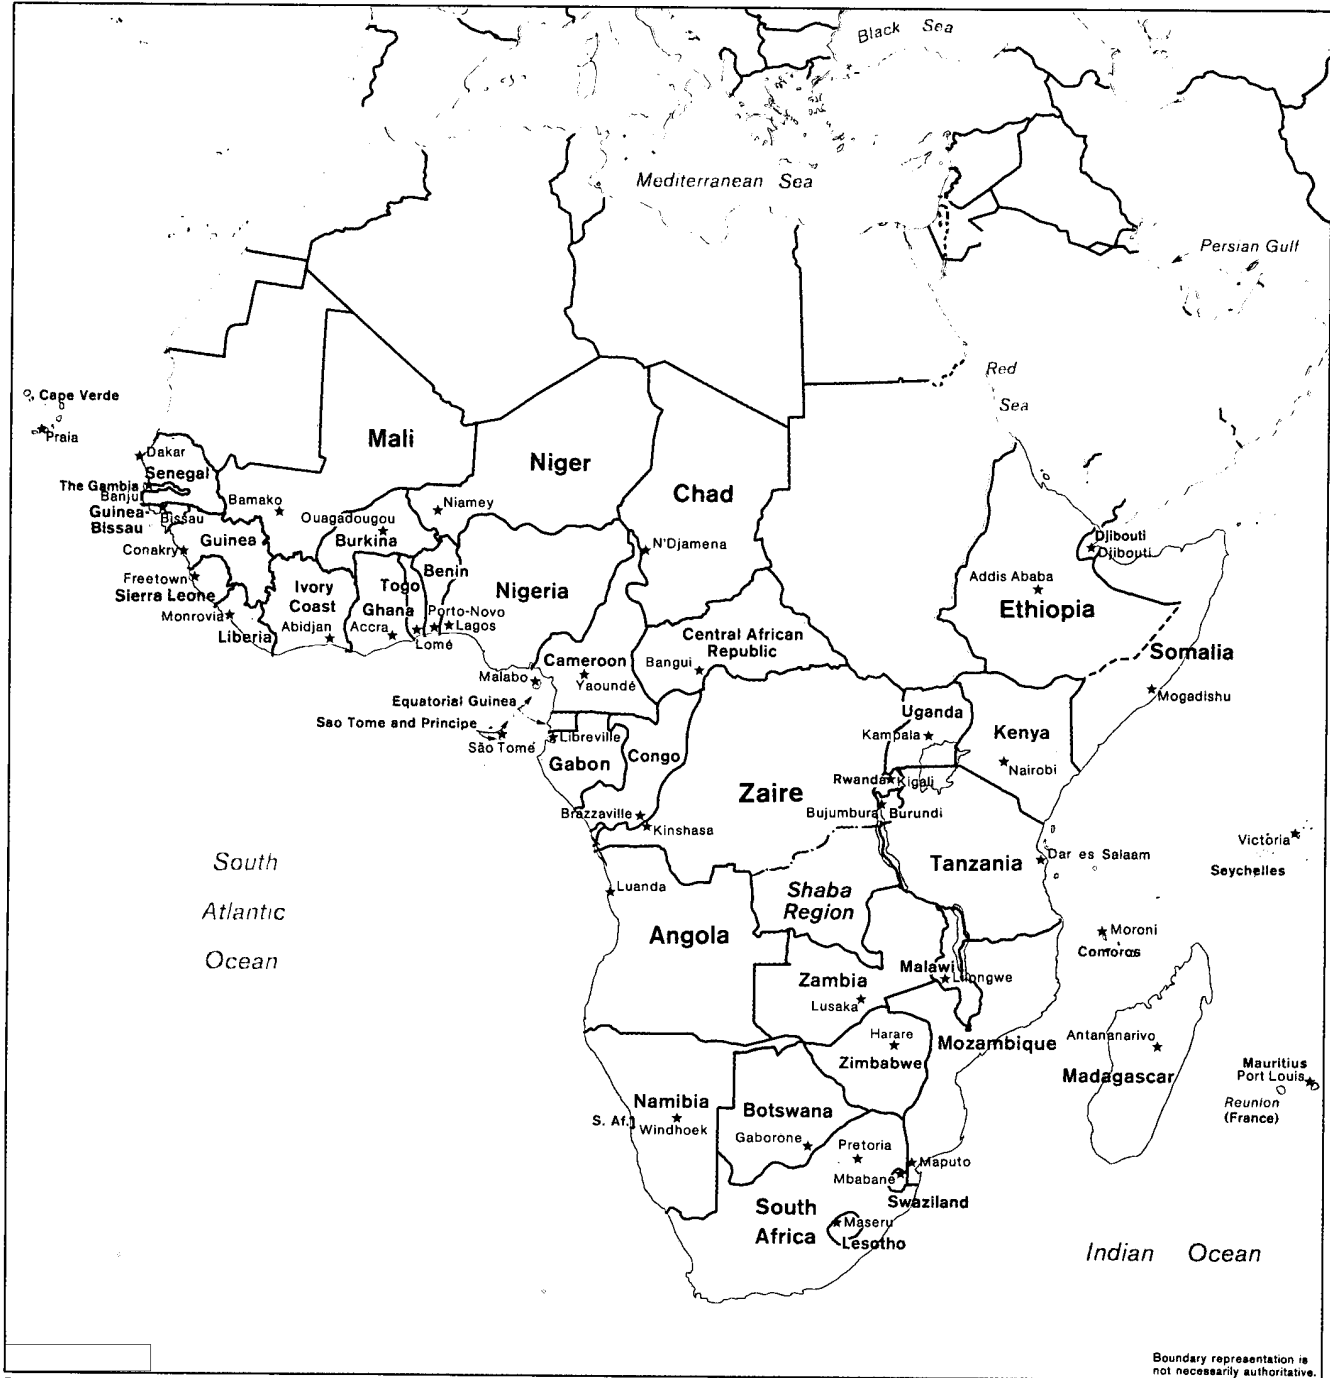 Black Sea
Mediterranean Sea
Persian Gulf
Red
Sea
Cape Verde
Praia
Mali
Niger
Chad
Dakar
Senegal
The Gambia
Banju
Guinea-
Bissau
Bissau
Bamako
Ouagadougou
Burkina
Niamey
N'Djamena
Djibouti
Djibouti
Conakry
Guinea
Freetown
Sierra Leone
Monrovia
Liberia
Ivory
Coast
Abidjan
Togo
Ghana
Accra
Benin
Porto-Novo
Lagos
Lomé
Nigeria
Addis Ababa
Ethiopia
Central African
Republic
Bangui
Somalia
Mogadishu
Cameroon
Yaoundé
Malabo
Equatorial Guinea
Sao Tome and Principe
São Tomé
Libreville
Gabon
Congo
Uganda
Kampala
Kenya
Nairobi
Zaire
Rwanda
Kigali
Bujumbura
Burundi
Brazzaville
Kinshasa
Tanzania
Dar es Salaam
Victoria
Seychelles
South
Atlantic
Ocean
Luanda
Shaba
Region
Angola
Moroni
Comoros
Zambia
Lusaka
Malawi
Lilongwe
Harare
Zimbabwe
Mozambique
Antananarivo
Madagascar
Mauritius
Port Louis
Reunion
(France)
Namibia
S. Af.
Windhoek
Botswana
Gaborone
Pretoria
Maputo
Mbabane
Swaziland
South
Africa
Maseru
Lesotho
Indian Ocean
Boundary representation is
not necessarily authoritative.